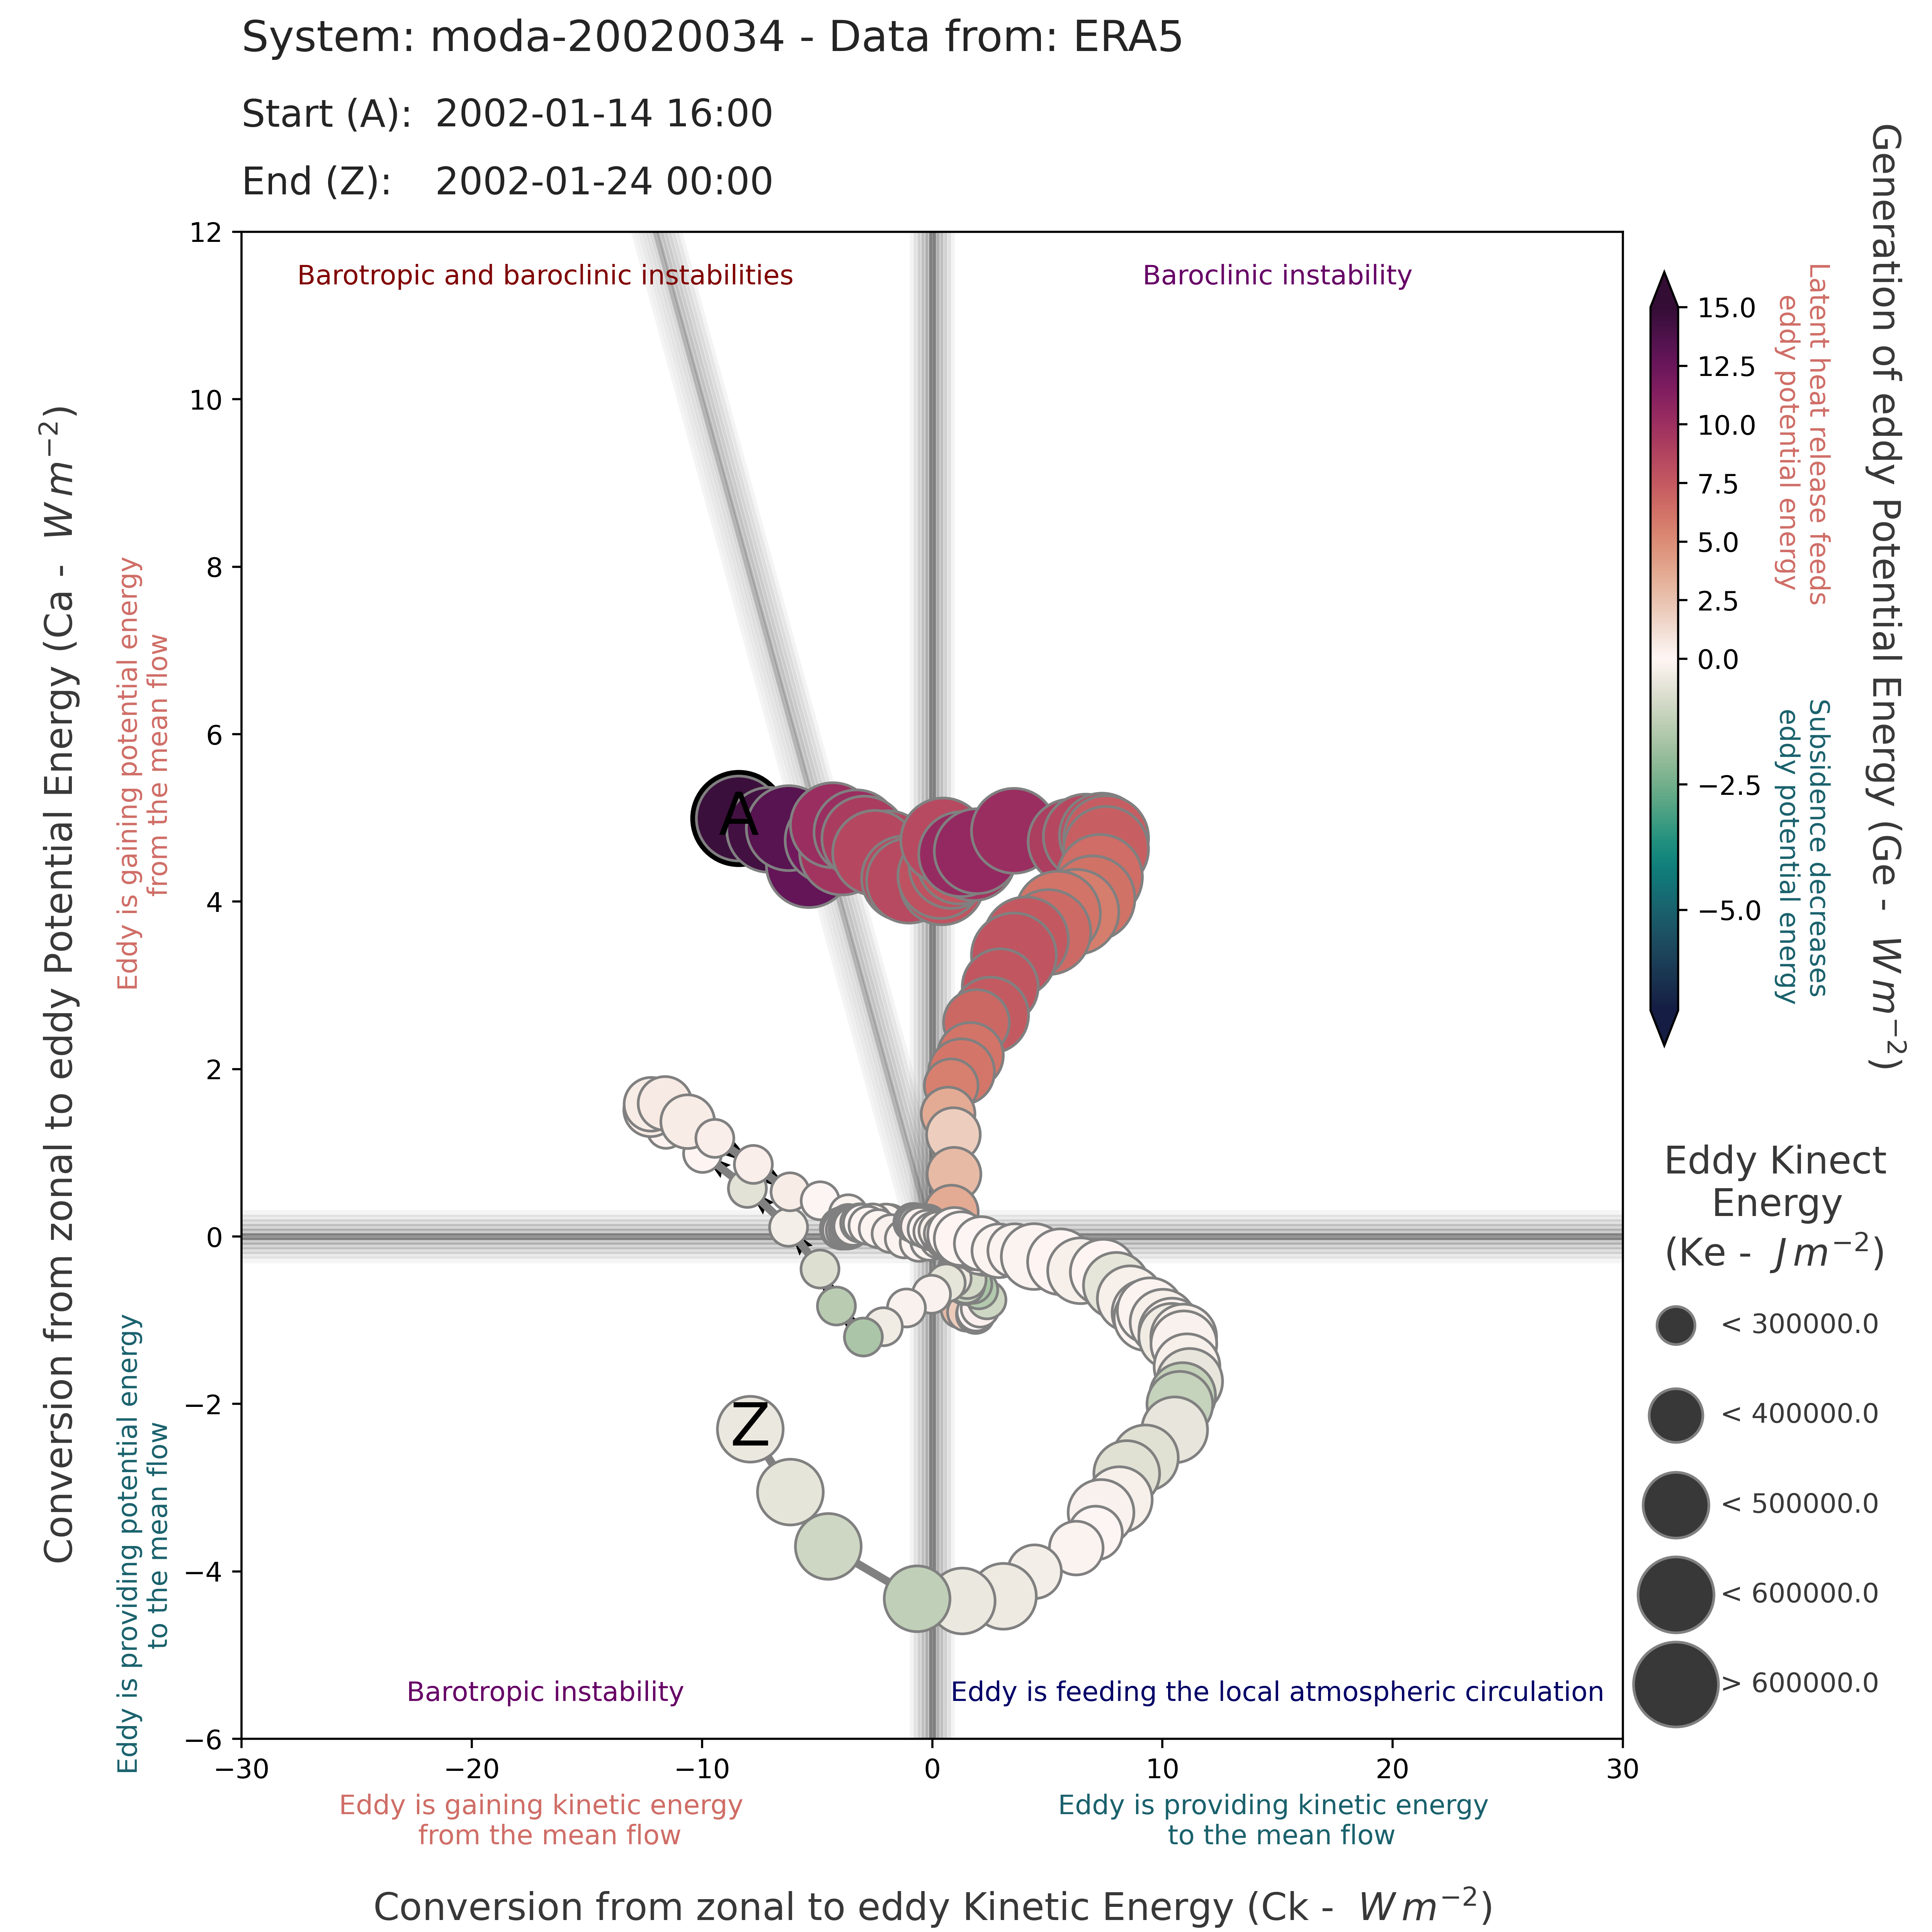 System: moda-20020034 - Data from: ERA5
Start (A): 2002-01-14 16:00
End (Z): 2002-01-24 00:00
Barotropic and baroclinic instabilities
Baroclinic instability
Barotropic instability
Eddy is feeding the local atmospheric circulation
A
Z
12
10
8
6
4
2
0
−2
−4
−6
−30
−20
−10
0
10
20
30
Eddy is gaining kinetic energy
from the mean flow
Eddy is providing kinetic energy
to the mean flow
Conversion from zonal to eddy Kinetic Energy (Ck - W m−2)
Conversion from zonal to eddy Potential Energy (Ca - W m−2)
Eddy is gaining potential energy
from the mean flow
Eddy is providing potential energy
to the mean flow
15.0
12.5
10.0
7.5
5.0
2.5
0.0
−2.5
−5.0
Latent heat release feeds
eddy potential energy
Subsidence decreases
eddy potential energy
Generation of eddy Potential Energy (Ge - W m−2)
Eddy Kinect
Energy
(Ke - J m−2)
< 300000.0
< 400000.0
< 500000.0
< 600000.0
> 600000.0